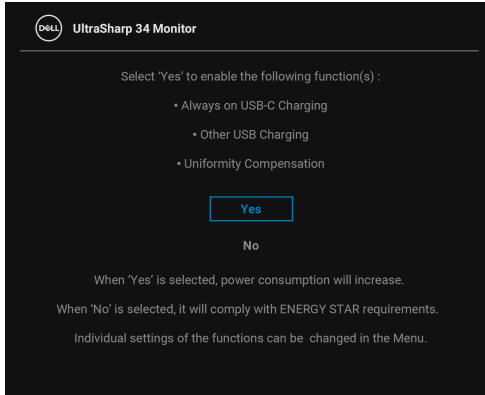 DELL
UltraSharp 34 Monitor
Select ‘Yes’ to enable the following function(s) :
• Always on USB-C Charging
• Other USB Charging
• Uniformity Compensation
Yes
No
When ‘Yes’ is selected, power consumption will increase.
When ‘No’ is selected, it will comply with ENERGY STAR requirements.
Individual settings of the functions can be changed in the Menu.